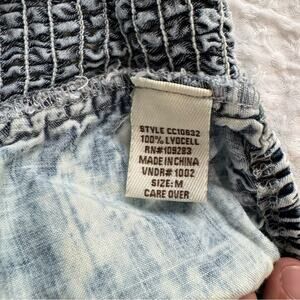 STYLE CC10632
100% LYOCELL
RN#109283
MADE IN CHINA
VNDR# 1002
SIZE: M
CARE OVER